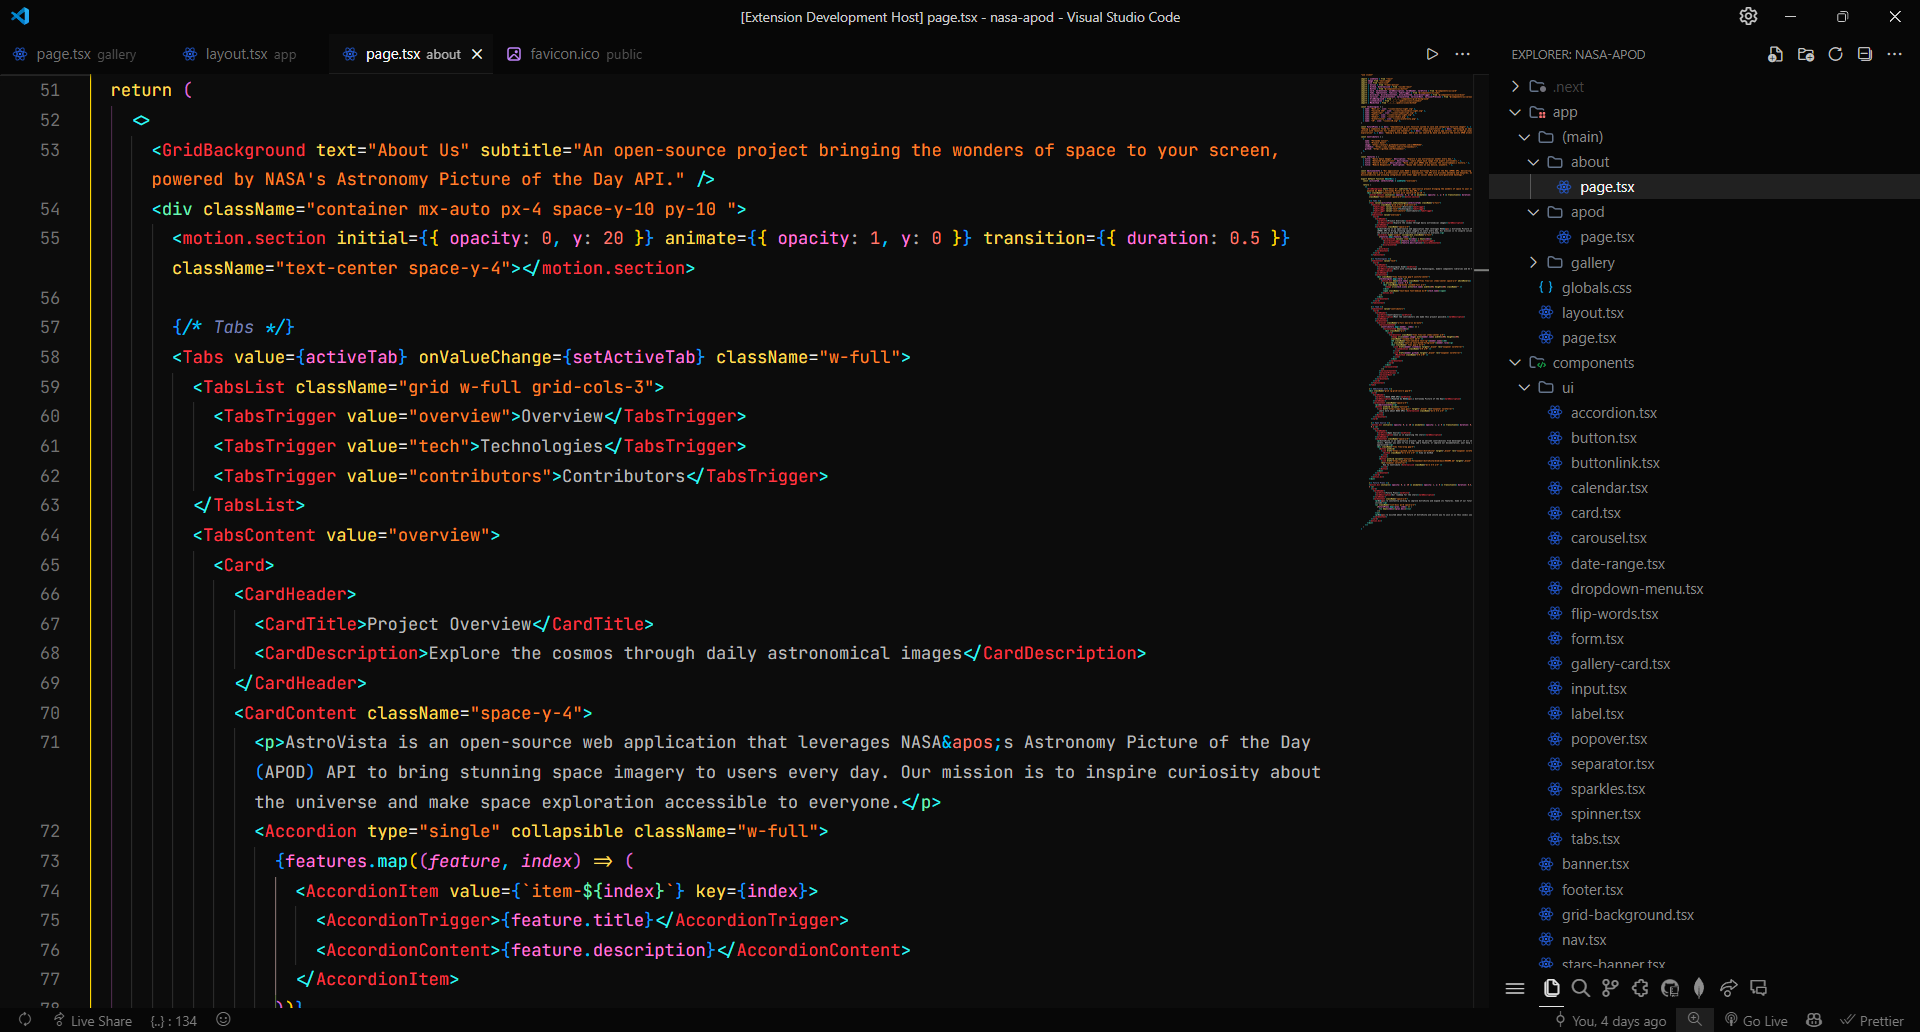 [Extension Development Host] page.tsx - nasa-apod - Visual Studio Code
page.tsx gallery
layout.tsx app
page.tsx about
favicon.ico public
51 return (
52 <>
53 <GridBackground text="About Us" subtitle="An open-source project bringing the wonders of space to your screen,
powered by NASA's Astronomy Picture of the Day API." />
54 <div className="container mx-auto px-4 space-y-10 py-10 ">
55 <motion.section initial={{ opacity: 0, y: 20 }} animate={{ opacity: 1, y: 0 }} transition={{ duration: 0.5 }}
className="text-center space-y-4"></motion.section>
56
57 {/* Tabs */}
58 <Tabs value={activeTab} onValueChange={setActiveTab} className="w-full">
59 <TabsList className="grid w-full grid-cols-3">
60 <TabsTrigger value="overview">Overview</TabsTrigger>
61 <TabsTrigger value="tech">Technologies</TabsTrigger>
62 <TabsTrigger value="contributors">Contributors</TabsTrigger>
63 </TabsList>
64 <TabsContent value="overview">
65 <Card>
66 <CardHeader>
67 <CardTitle>Project Overview</CardTitle>
68 <CardDescription>Explore the cosmos through daily astronomical images</CardDescription>
69 </CardHeader>
70 <CardContent className="space-y-4">
71 <p>AstroVista is an open-source web application that leverages NASA&apos;s Astronomy Picture of the Day
(APOD) API to bring stunning space imagery to users every day. Our mission is to inspire curiosity about
the universe and make space exploration accessible to everyone.</p>
72 <Accordion type="single" collapsible className="w-full">
73 {features.map((feature, index) => (
74 <AccordionItem value={`item-${index}`} key={index}>
75 <AccordionTrigger>{feature.title}</AccordionTrigger>
76 <AccordionContent>{feature.description}</AccordionContent>
77 </AccordionItem>
78 ))}
EXPLORER: NASA-APOD
.next
app
(main)
about
page.tsx
apod
page.tsx
gallery
{ } globals.css
layout.tsx
page.tsx
components
ui
accordion.tsx
button.tsx
buttonlink.tsx
calendar.tsx
card.tsx
carousel.tsx
date-range.tsx
dropdown-menu.tsx
flip-words.tsx
form.tsx
gallery-card.tsx
input.tsx
label.tsx
popover.tsx
separator.tsx
sparkles.tsx
spinner.tsx
tabs.tsx
banner.tsx
footer.tsx
grid-background.tsx
nav.tsx
stars-banner.tsx
Live Share
{..} : 134
You, 4 days ago
Go Live
Prettier